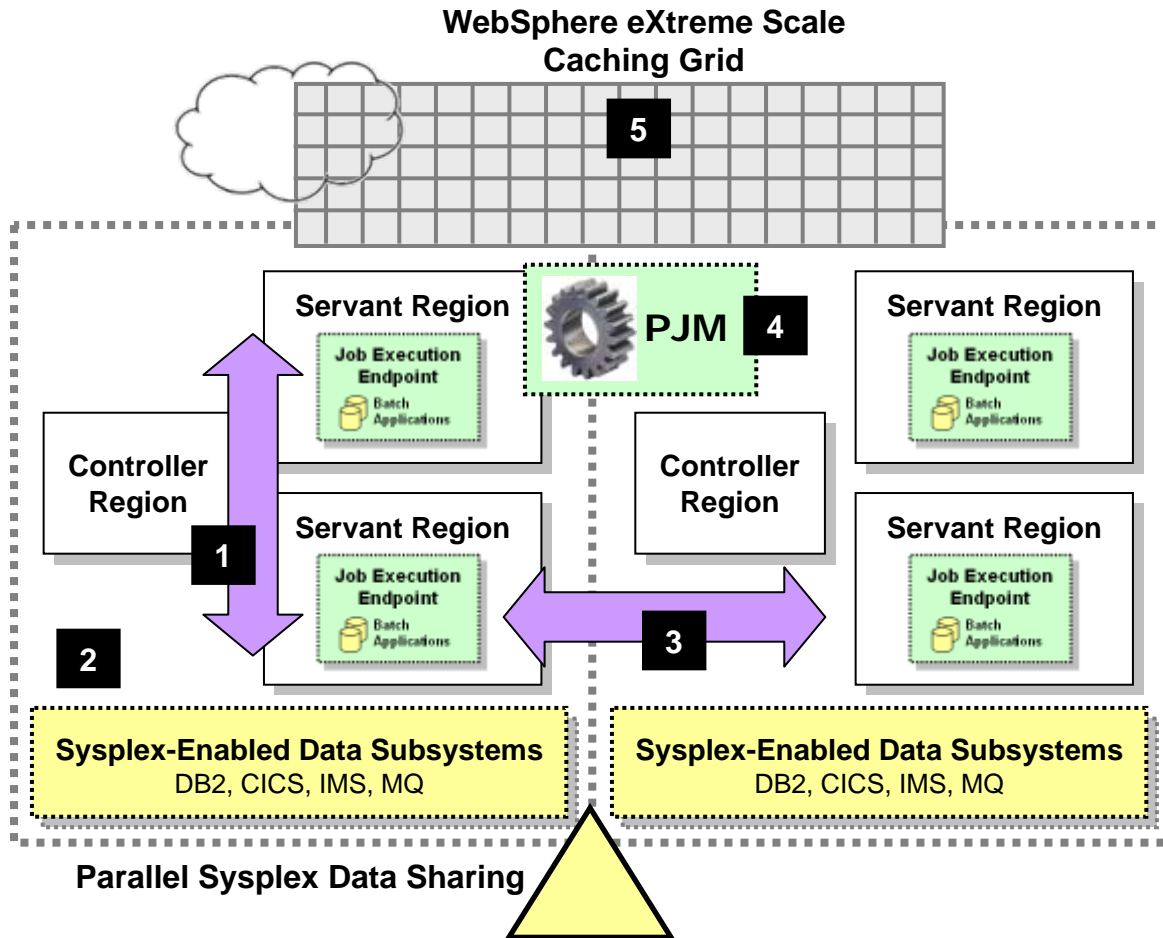 WebSphere eXtreme Scale
Caching Grid
5
Servant Region
Job Execution
Endpoint
Batch
Applications
PJM
4
Servant Region
Job Execution
Endpoint
Batch
Applications
Controller
Region
Controller
Region
1
Servant Region
Job Execution
Endpoint
Batch
Applications
3
Servant Region
Job Execution
Endpoint
Batch
Applications
2
Sysplex-Enabled Data Subsystems
DB2, CICS, IMS, MQ
Sysplex-Enabled Data Subsystems
DB2, CICS, IMS, MQ
Parallel Sysplex Data Sharing